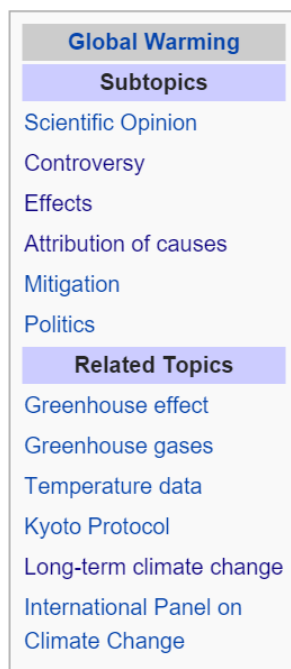 Global Warming
Subtopics
Scientific Opinion
Controversy
Effects
Attribution of causes
Mitigation
Politics
Related Topics
Greenhouse effect
Greenhouse gases
Temperature data
Kyoto Protocol
Long-term climate change
International Panel on
Climate Change